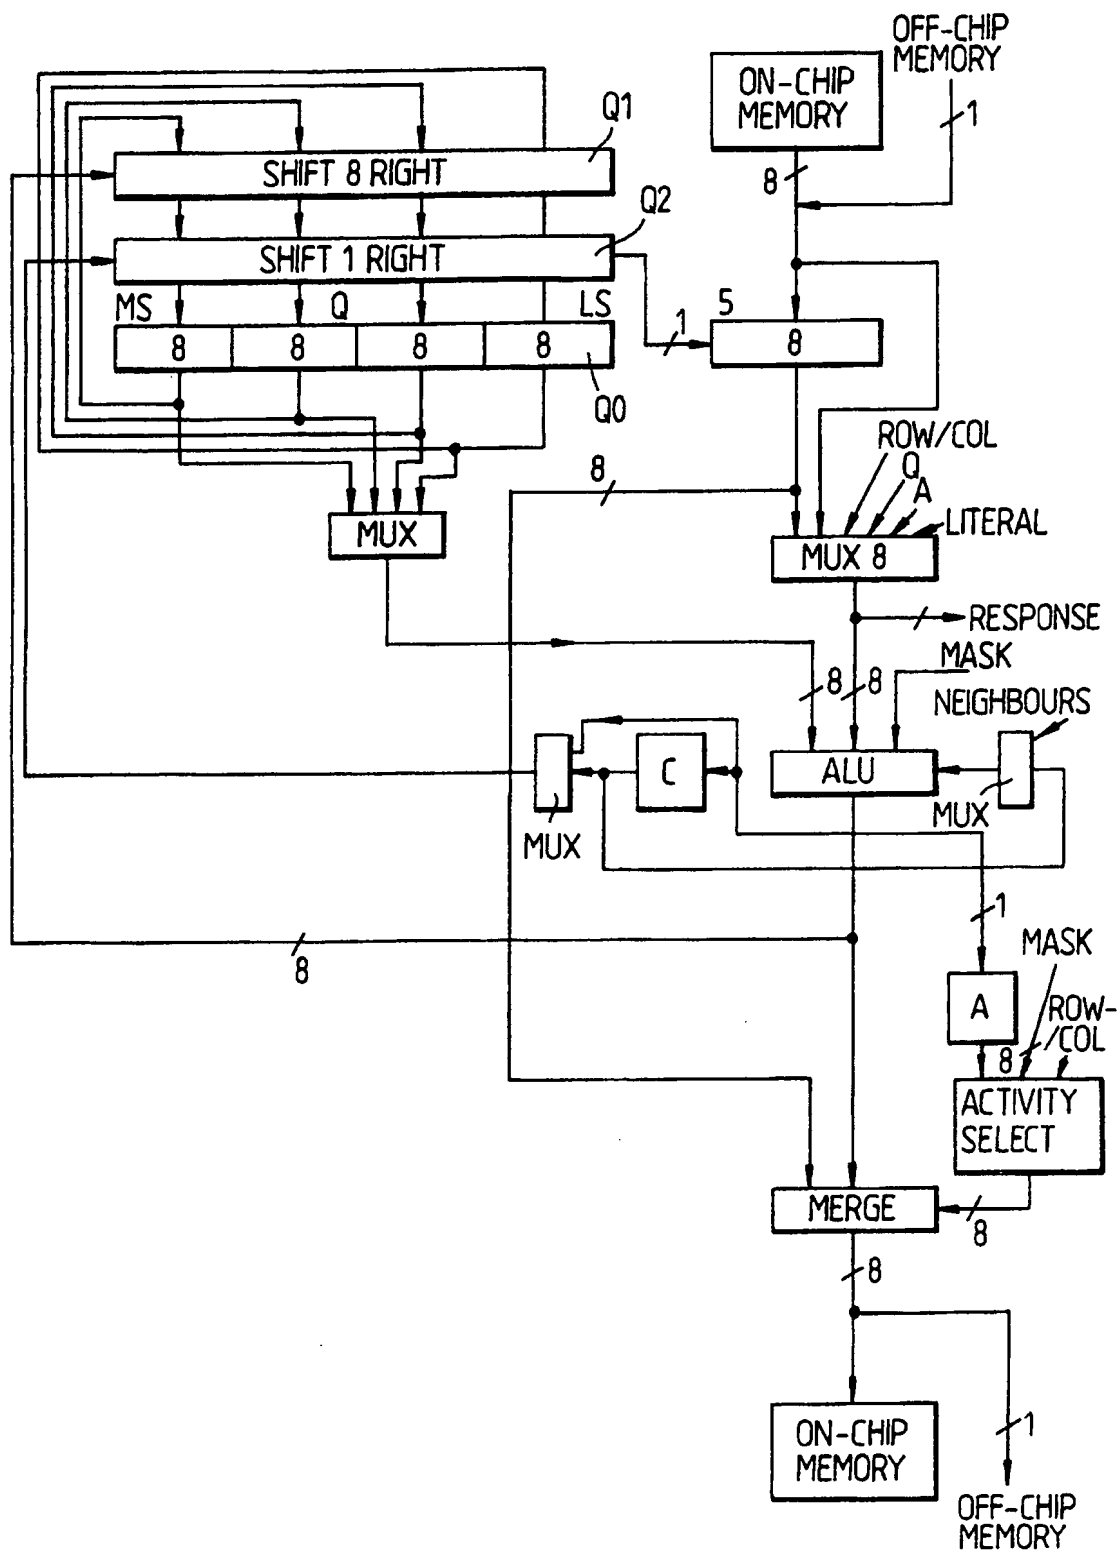 OFF-CHIP
MEMORY
ON-CHIP
MEMORY
1
8
Q1
SHIFT 8 RIGHT
Q2
SHIFT 1 RIGHT
MS
Q
LS
8
8
8
8
Q0
1
5
8
ROW/COL
Q
A
LITERAL
8
MUX
MUX 8
RESPONSE
MASK
8
8
NEIGHBOURS
C
ALU
MUX
MUX
1
8
MASK
A
ROW-
/COL
8
ACTIVITY
SELECT
MERGE
8
8
ON-CHIP
MEMORY
1
OFF-CHIP
MEMORY